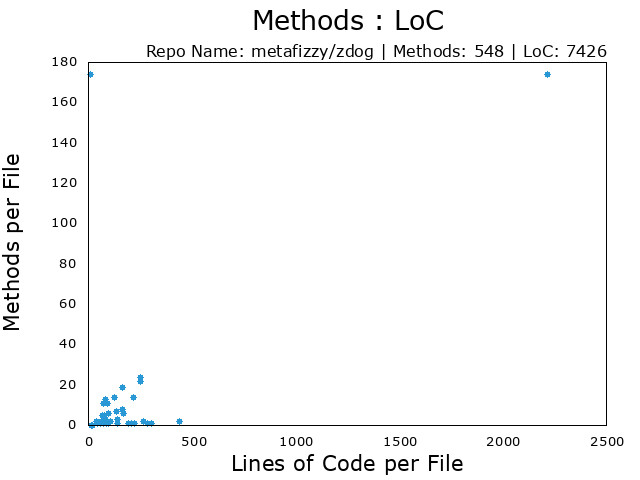 Methods : LoC
Repo Name: metafizzy/zdog | Methods: 548 | LoC: 7426
180
160
140
120
100
80
60
40
20
0
Methods per File
0 500 1000 1500 2000 2500
Lines of Code per File